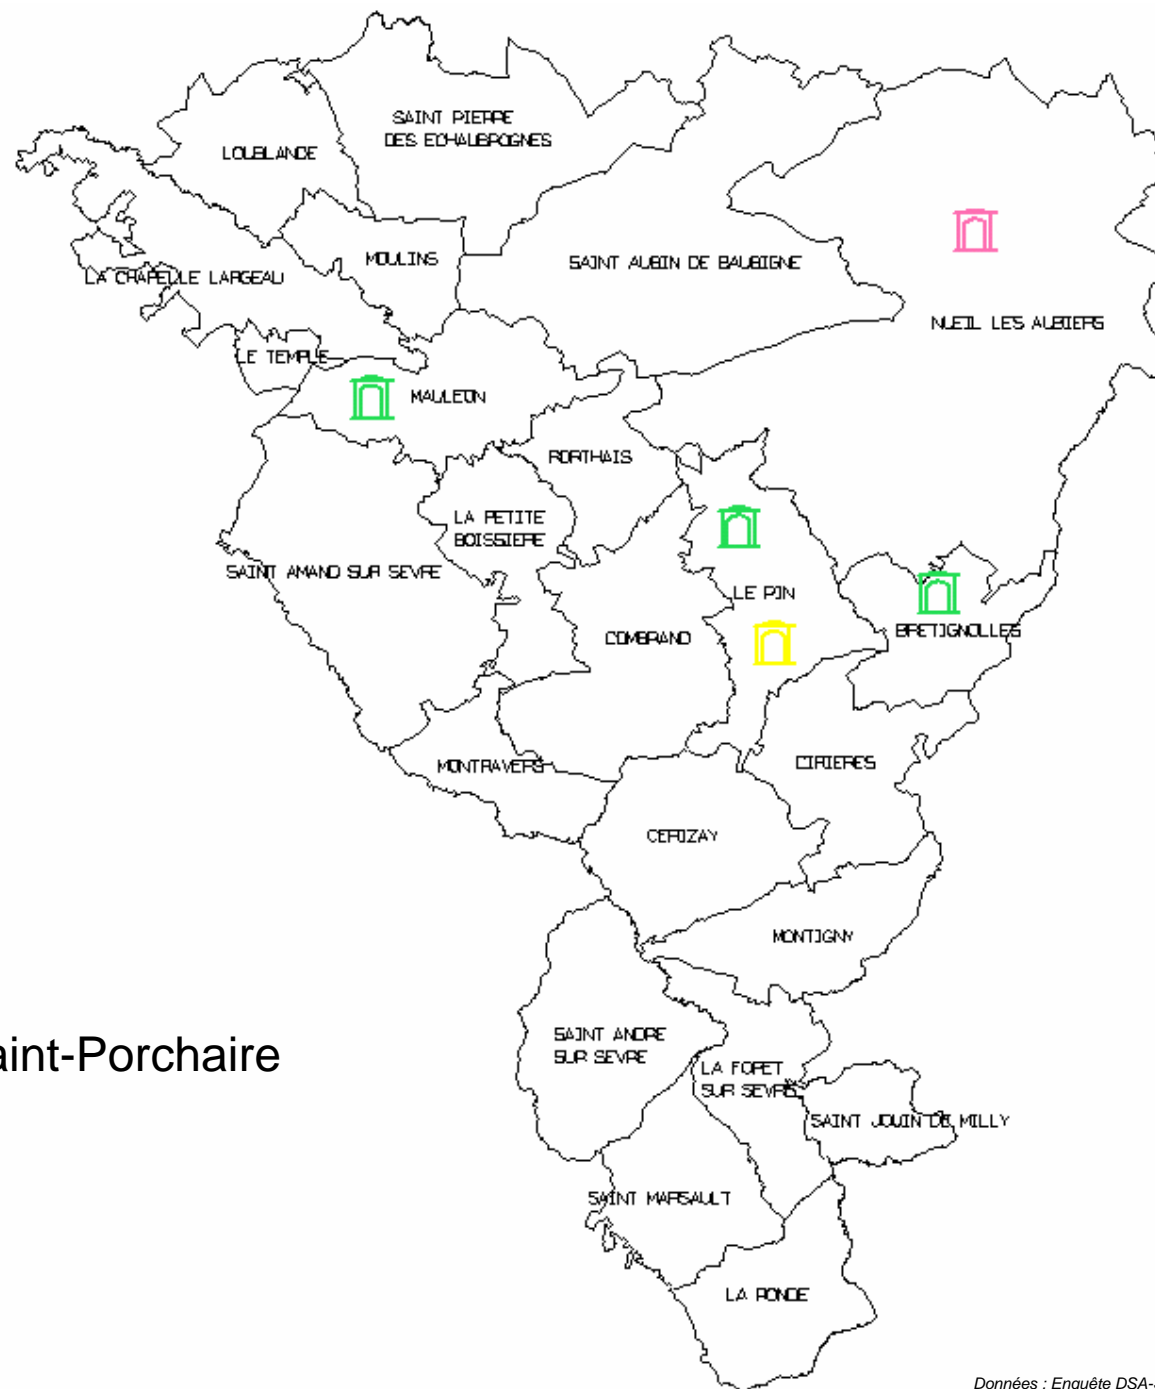 SAINT PIERRE
DES ECHAUBROGNES
LOUBLANDE
MOULINS
SAINT AUBIN DE BAUBIGNE
LA CHAPELLE LARGEAU
NUEIL LES AUBIERS
LE TEMPLE
MAULEON
RORTHAIS
LA PETITE
BOISSIERE
SAINT AMAND SUR SEVRE
LE PIN
COMBRAND
BRETIGNOLLES
MONTRAVERS
CIRIERES
CERIZAY
MONTIGNY
SAINT ANDRE
SUR SEVRE
aint-Porchaire
LA FORET
SUR SEVRE
SAINT JOUIN DE MILLY
SAINT MARSAULT
LA RONDE
Données : Enquête DSA-